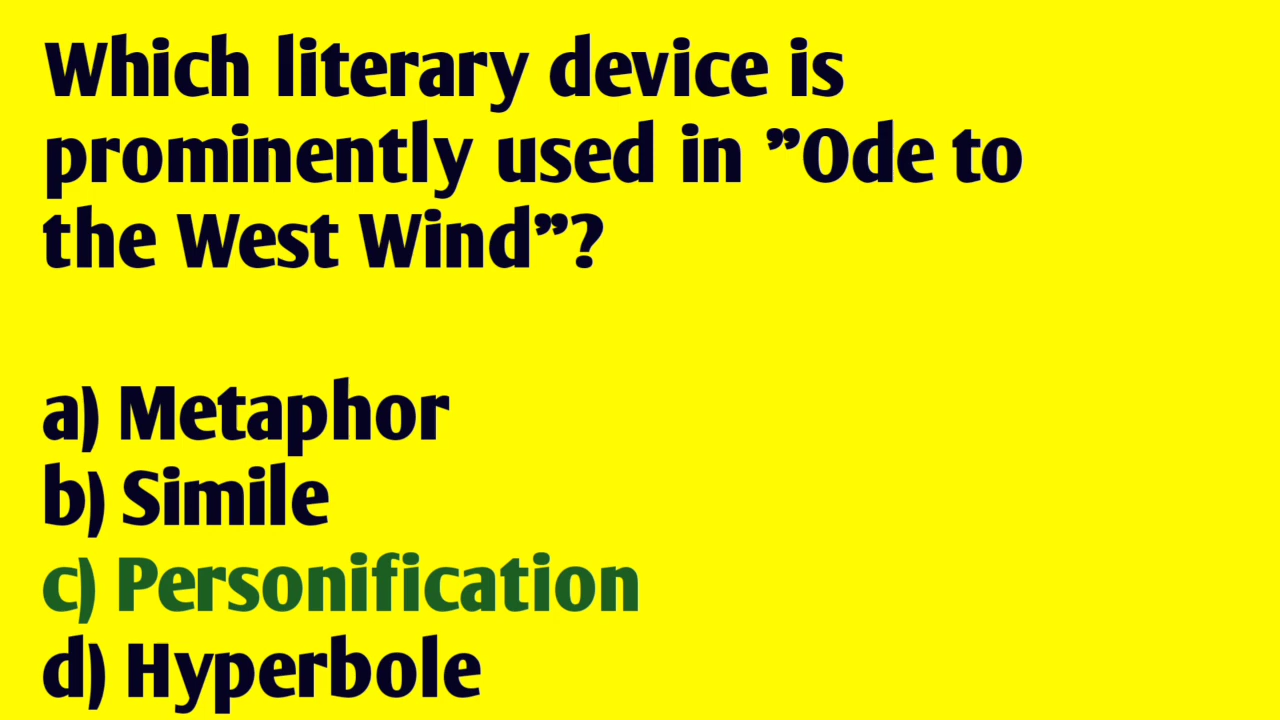 Which literary device is
prominently used in ”Ode to
the West Wind”?
a) Metaphor
b) Simile
c) Personification
d) Hyperbole